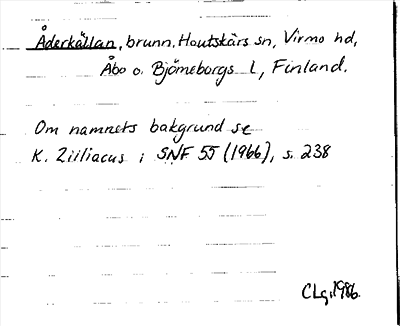 Åderkällan, brunn. Houtskärs sn, Virmo hd,
Åbo o. Björneborgs l, Finland.
Om namnets bakgrund se
K. Ziiliacus i SNF 55 (1966), s. 238
CLg. 1986.